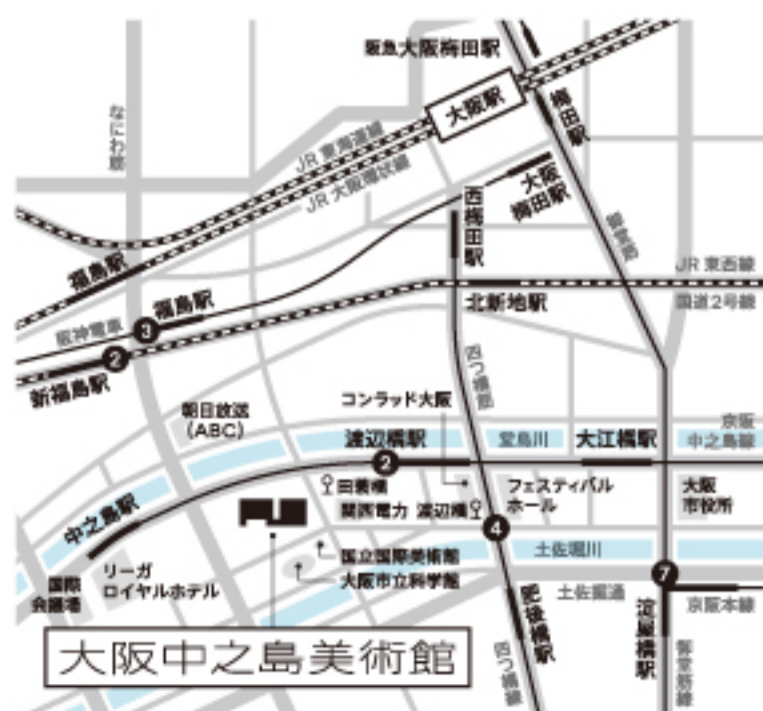 阪急大阪梅田駅
大阪駅
梅田駅
なにわ筋
JR 東海道線
JR 大阪環状線
大阪
梅田駅
西梅田駅
御堂筋
福島駅
福島駅
北新地駅
JR 東西線
国道2号線
阪神電車
3
2
新福島駅
四つ橋筋
朝日放送
(ABC)
コンラッド大阪
渡辺橋駅
堂島川
大江橋駅
京阪
中之島線
2
田蓑橋
関西電力
渡辺橋
フェスティバル
ホール
大阪
市役所
中之島駅
4
国立国際美術館
大阪市立科学館
土佐堀川
国際
会議場
リーガ
ロイヤルホテル
7
土佐堀通
京阪本線
肥後橋駅
淀屋橋駅
四つ橋線
御堂筋線
大阪中之島美術館